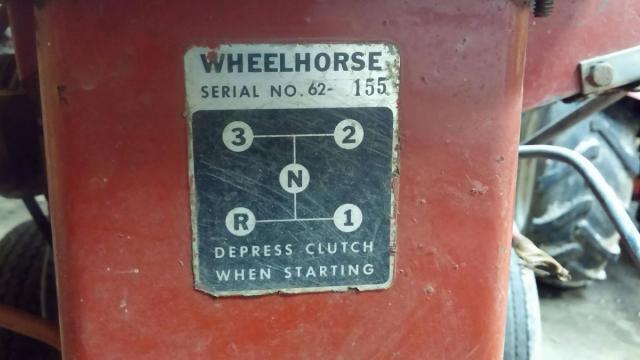 WHEELHORSE
SERIAL NO. 62- 155
3 2
N
R 1
DEPRESS CLUTCH
WHEN STARTING